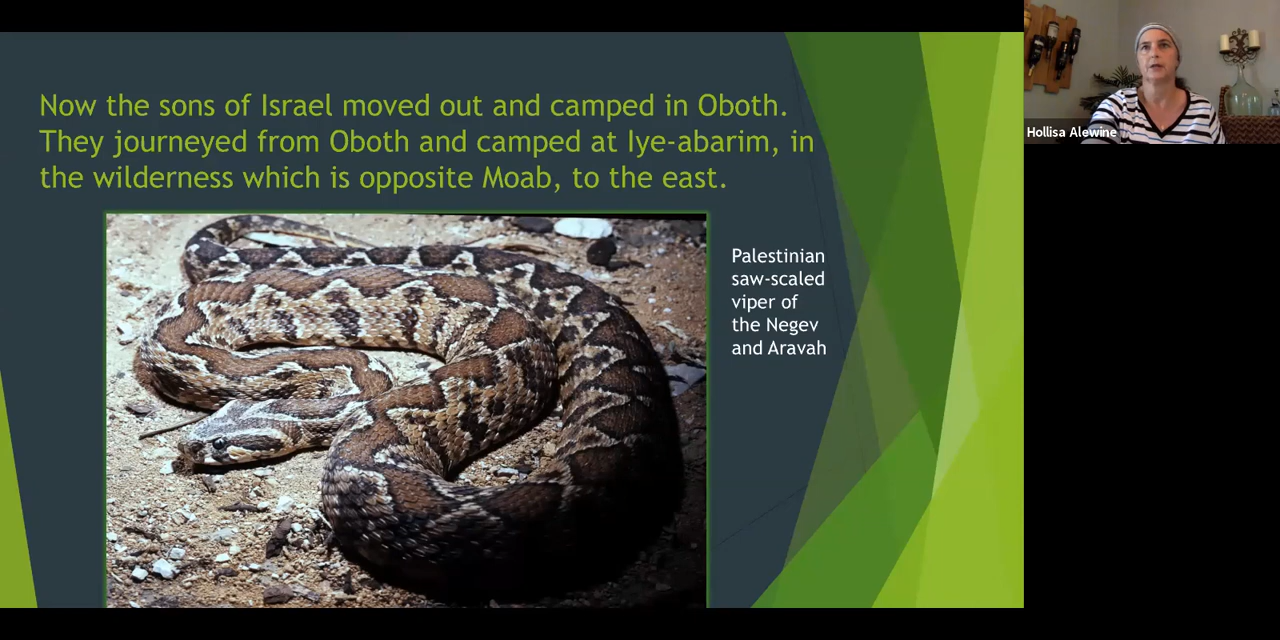 Now the sons of Israel moved out and camped in Oboth.
They journeyed from Oboth and camped at Iye-abarim, in
the wilderness which is opposite Moab, to the east.
Palestinian
saw-scaled
viper of
the Negev
and Aravah
Hollisa Alewine